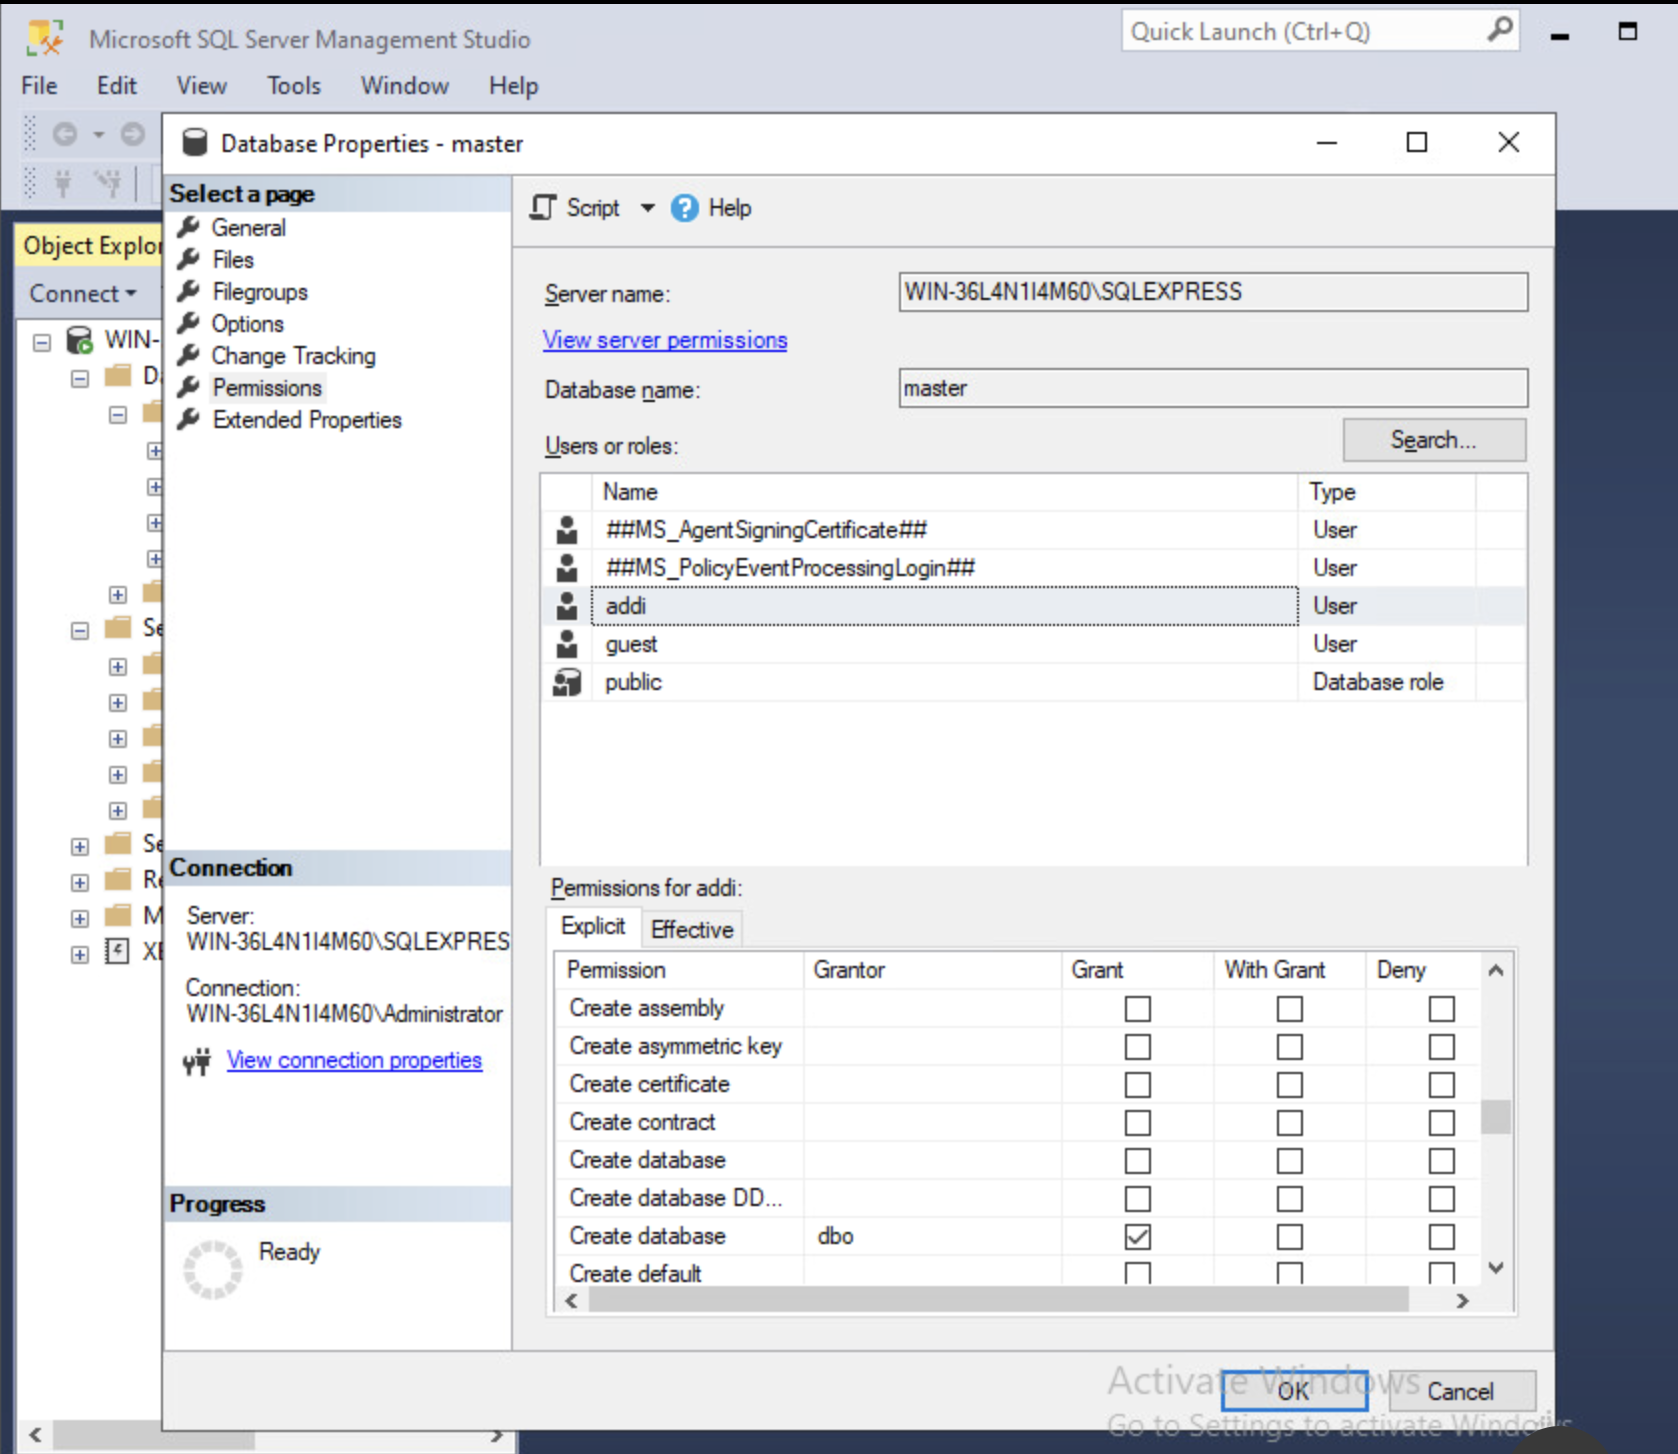 Microsoft SQL Server Management Studio
Quick Launch (Ctrl+Q)
File Edit View Tools Window Help
Database Properties - master
Select a page
General
Files
Filegroups
Options
Change Tracking
Permissions
Extended Properties
Script Help
Object Explor
Connect
WIN-
Da
Se
Se
Re
M
XE
Server name: WIN-36L4N1I4M60\SQLEXPRESS
View server permissions
Database name: master
Users or roles: Search...
Name Type
##MS_AgentSigningCertificate## User
##MS_PolicyEventProcessingLogin## User
addi User
guest User
public Database role
Connection
Server:
WIN-36L4N1I4M60\SQLEXPRES
Connection:
WIN-36L4N1I4M60\Administrator
View connection properties
Progress
Ready
Permissions for addi:
Explicit Effective
Permission Grantor Grant With Grant Deny
Create assembly
Create asymmetric key
Create certificate
Create contract
Create database
Create database DD...
Create database dbo
Create default
OK Cancel
Activate Windows
Go to Settings to activate Windows